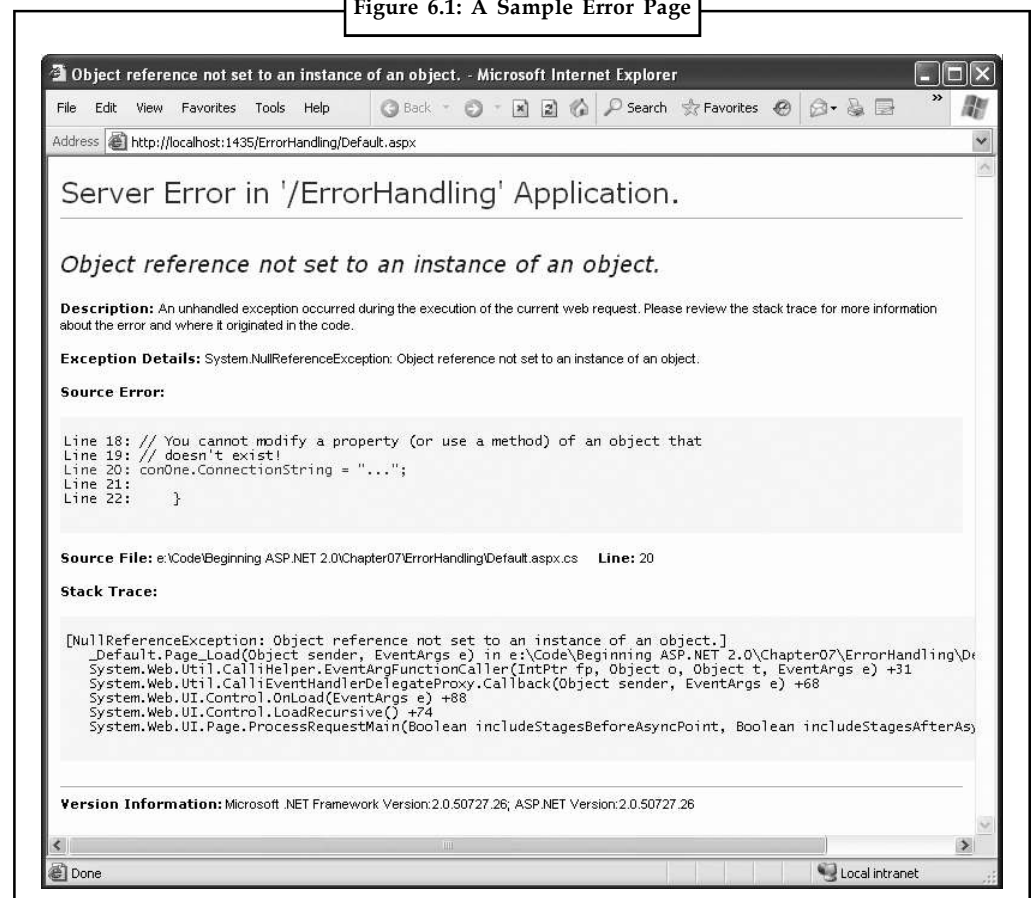 Figure 6.1: A Sample Error Page
Object reference not set to an instance of an object. - Microsoft Internet Explorer
File Edit View Favorites Tools Help Back Search Favorites »
Address http://localhost:1435/ErrorHandling/Default.aspx
Server Error in '/ErrorHandling' Application.
Object reference not set to an instance of an object.
Description: An unhandled exception occurred during the execution of the current web request. Please review the stack trace for more information
about the error and where it originated in the code.
Exception Details: System.NullReferenceException: Object reference not set to an instance of an object.
Source Error:
Line 18: // You cannot modify a property (or use a method) of an object that
Line 19: // doesn't exist!
Line 20: conOne.ConnectionString = "...";
Line 21:
Line 22: }
Source File: e:\Code\Beginning ASP.NET 2.0\Chapter07\ErrorHandling\Default.aspx.cs Line: 20
Stack Trace:
[NullReferenceException: Object reference not set to an instance of an object.]
_Default.Page_Load(Object sender, EventArgs e) in e:\Code\Beginning ASP.NET 2.0\Chapter07\ErrorHandling\De
System.Web.Util.CalliHelper.EventArgFunctionCaller(IntPtr fp, Object o, Object t, EventArgs e) +31
System.Web.Util.CalliEventHandlerDelegateProxy.Callback(Object sender, EventArgs e) +68
System.Web.UI.Control.OnLoad(EventArgs e) +88
System.Web.UI.Control.LoadRecursive() +74
System.Web.UI.Page.ProcessRequestMain(Boolean includeStagesBeforeAsyncPoint, Boolean includeStagesAfterAsy
Version Information: Microsoft .NET Framework Version:2.0.50727.26; ASP.NET Version:2.0.50727.26
Done Local intranet